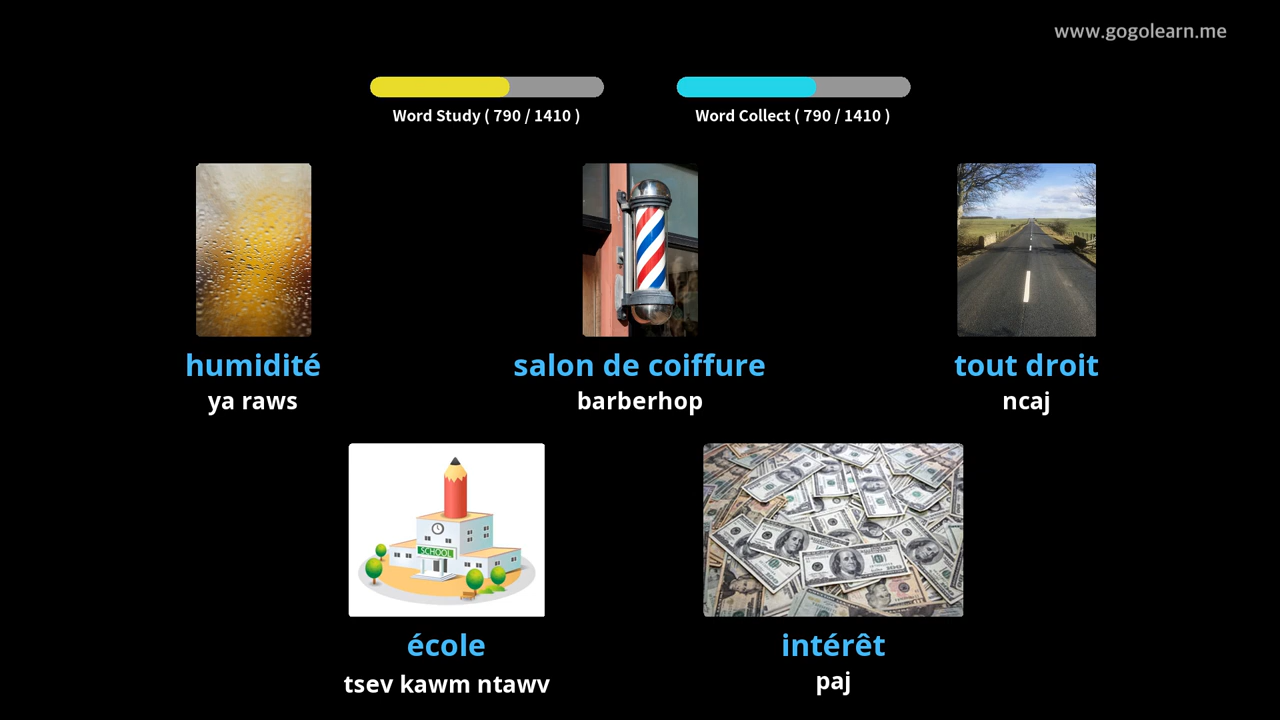 www.gogolearn.me
Word Study ( 790 / 1410 )
Word Collect ( 790 / 1410 )
humidité
ya raws
salon de coiffure
barberhop
tout droit
ncaj
SCHOOL
école
tsev kawm ntawv
intérêt
paj